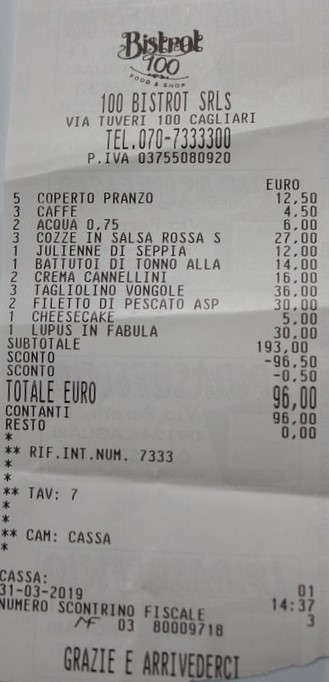 Bistrot
100
FOOD & SHOP
100 BISTROT SRLS
VIA TUVERI 100 CAGLIARI
TEL.070-7333300
P.IVA 03755080920
EURO
5 COPERTO PRANZO 12,50
3 CAFFE 4,50
2 ACQUA 0,75 6,00
3 COZZE IN SALSA ROSSA S 27,00
1 JULIENNE DI SEPPIA 12,00
1 BATTUTOI DI TONNO ALLA 14,00
2 CREMA CANNELLINI 16,00
3 TAGLIOLINO VONGOLE 36,00
2 FILETTO DI PESCATO ASP 30,00
1 CHEESECAKE 5,00
1 LUPUS IN FABULA 30,00
SUBTOTALE 193,00
SCONTO -96,50
SCONTO -0,50
TOTALE EURO 96,00
CONTANTI 96,00
RESTO 0,00
*
** RIF.INT.NUM. 7333
*
*
** TAV: 7
*
*
** CAM: CASSA
*
CASSA: 01
31-03-2019 14:37
NUMERO SCONTRINO FISCALE 3
MF 03 80009718
GRAZIE E ARRIVEDERCI